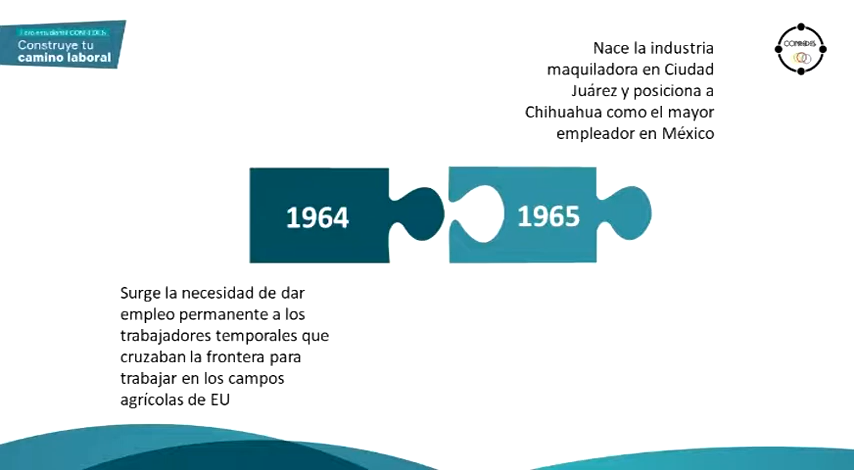 Construye tu
camino laboral
Nace la industria
maquiladora en Ciudad
Juárez y posiciona a
Chihuahua como el mayor
empleador en México
1964
1965
Surge la necesidad de dar
empleo permanente a los
trabajadores temporales que
cruzaban la frontera para
trabajar en los campos
agrícolas de EU